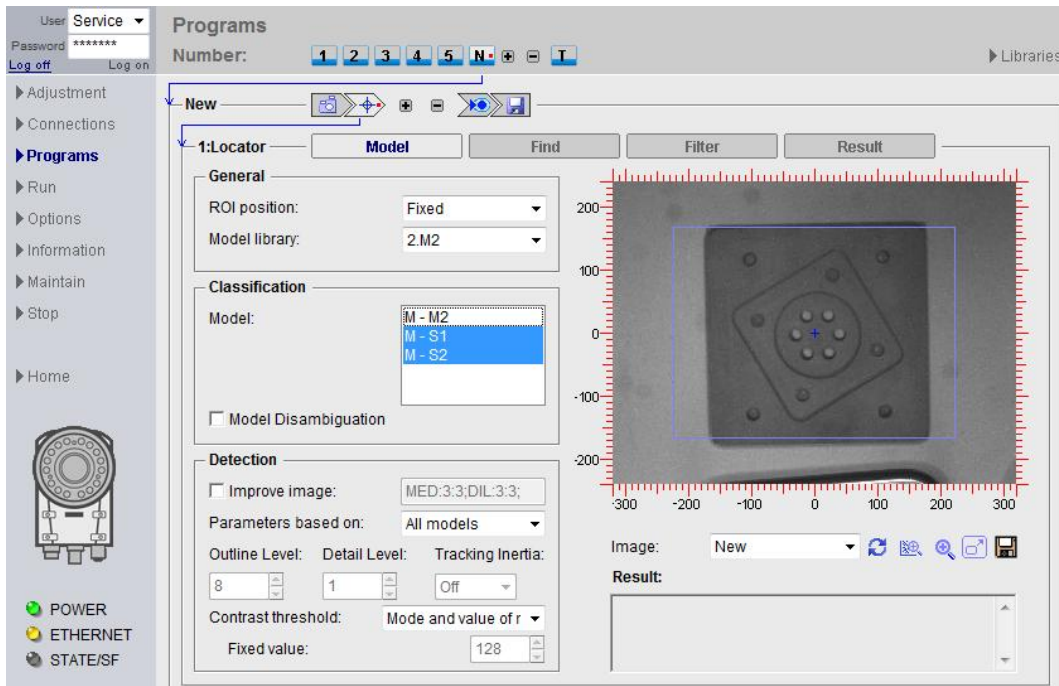 User Service
Password *******
Log off Log on
Programs
Number: 1 2 3 4 5 N T
Libraries
Adjustment
Connections
Programs
Run
Options
Information
Maintain
Stop
Home
POWER
ETHERNET
STATE/SF
New
1:Locator Model Find Filter Result
General
ROI position: Fixed
Model library: 2.M2
Classification
Model: M - M2
M - S1
M - S2
Model Disambiguation
Detection
Improve image: MED:3:3;DIL:3:3;
Parameters based on: All models
Outline Level: Detail Level: Tracking Inertia:
8 1 Off
Contrast threshold: Mode and value of r
Fixed value: 128
200
100
0
-100
-200
-300 -200 -100 0 100 200 300
Image: New
Result: